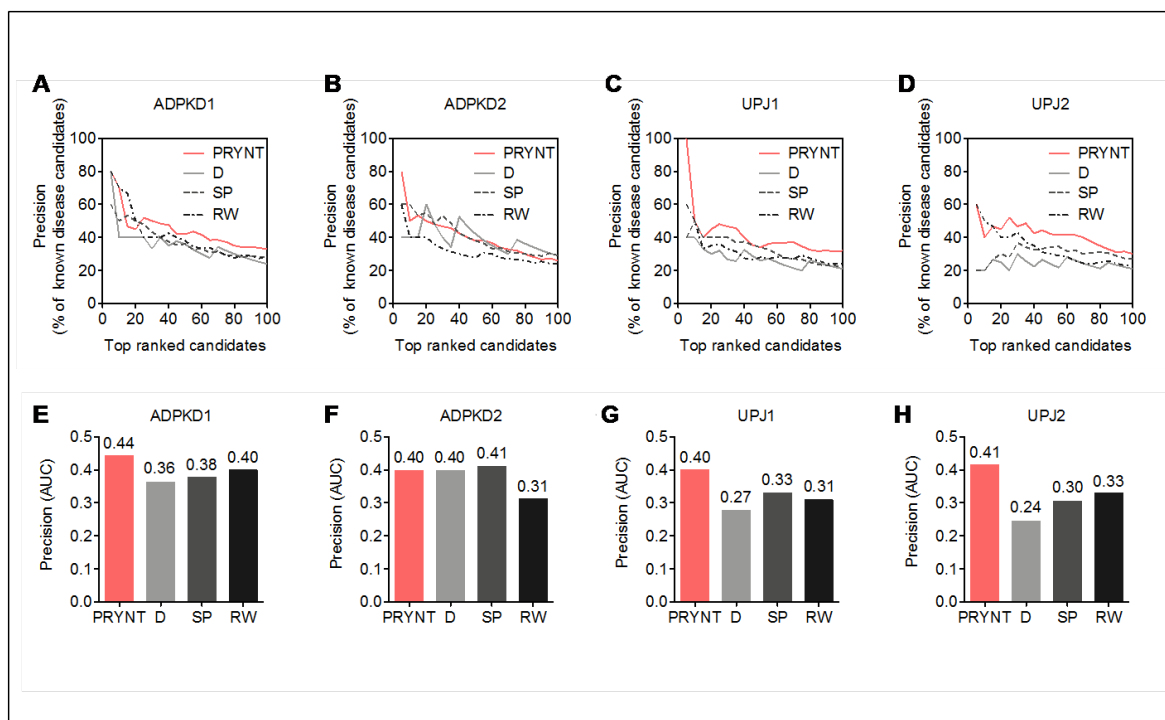 A
ADPKD1
Precision
(% of known disease candidates)
100
80
60
40
20
0
PRYNT
D
SP
RW
0 20 40 60 80 100
Top ranked candidates
B
ADPKD2
Precision
(% of known disease candidates)
100
80
60
40
20
0
PRYNT
D
SP
RW
0 20 40 60 80 100
Top ranked candidates
C
UPJ1
Precision
(% of known disease candidates)
100
80
60
40
20
0
PRYNT
D
SP
RW
0 20 40 60 80 100
Top ranked candidates
D
UPJ2
Precision
(% of known disease candidates)
100
80
60
40
20
0
PRYNT
D
SP
RW
0 20 40 60 80 100
Top ranked candidates
E
ADPKD1
Precision (AUC)
0.5
0.4
0.3
0.2
0.1
0.0
0.44 0.36 0.38 0.40
PRYNT D SP RW
F
ADPKD2
Precision (AUC)
0.5
0.4
0.3
0.2
0.1
0.0
0.40 0.40 0.41 0.31
PRYNT D SP RW
G
UPJ1
Precision (AUC)
0.5
0.4
0.3
0.2
0.1
0.0
0.40 0.27 0.33 0.31
PRYNT D SP RW
H
UPJ2
Precision (AUC)
0.5
0.4
0.3
0.2
0.1
0.0
0.41 0.24 0.30 0.33
PRYNT D SP RW